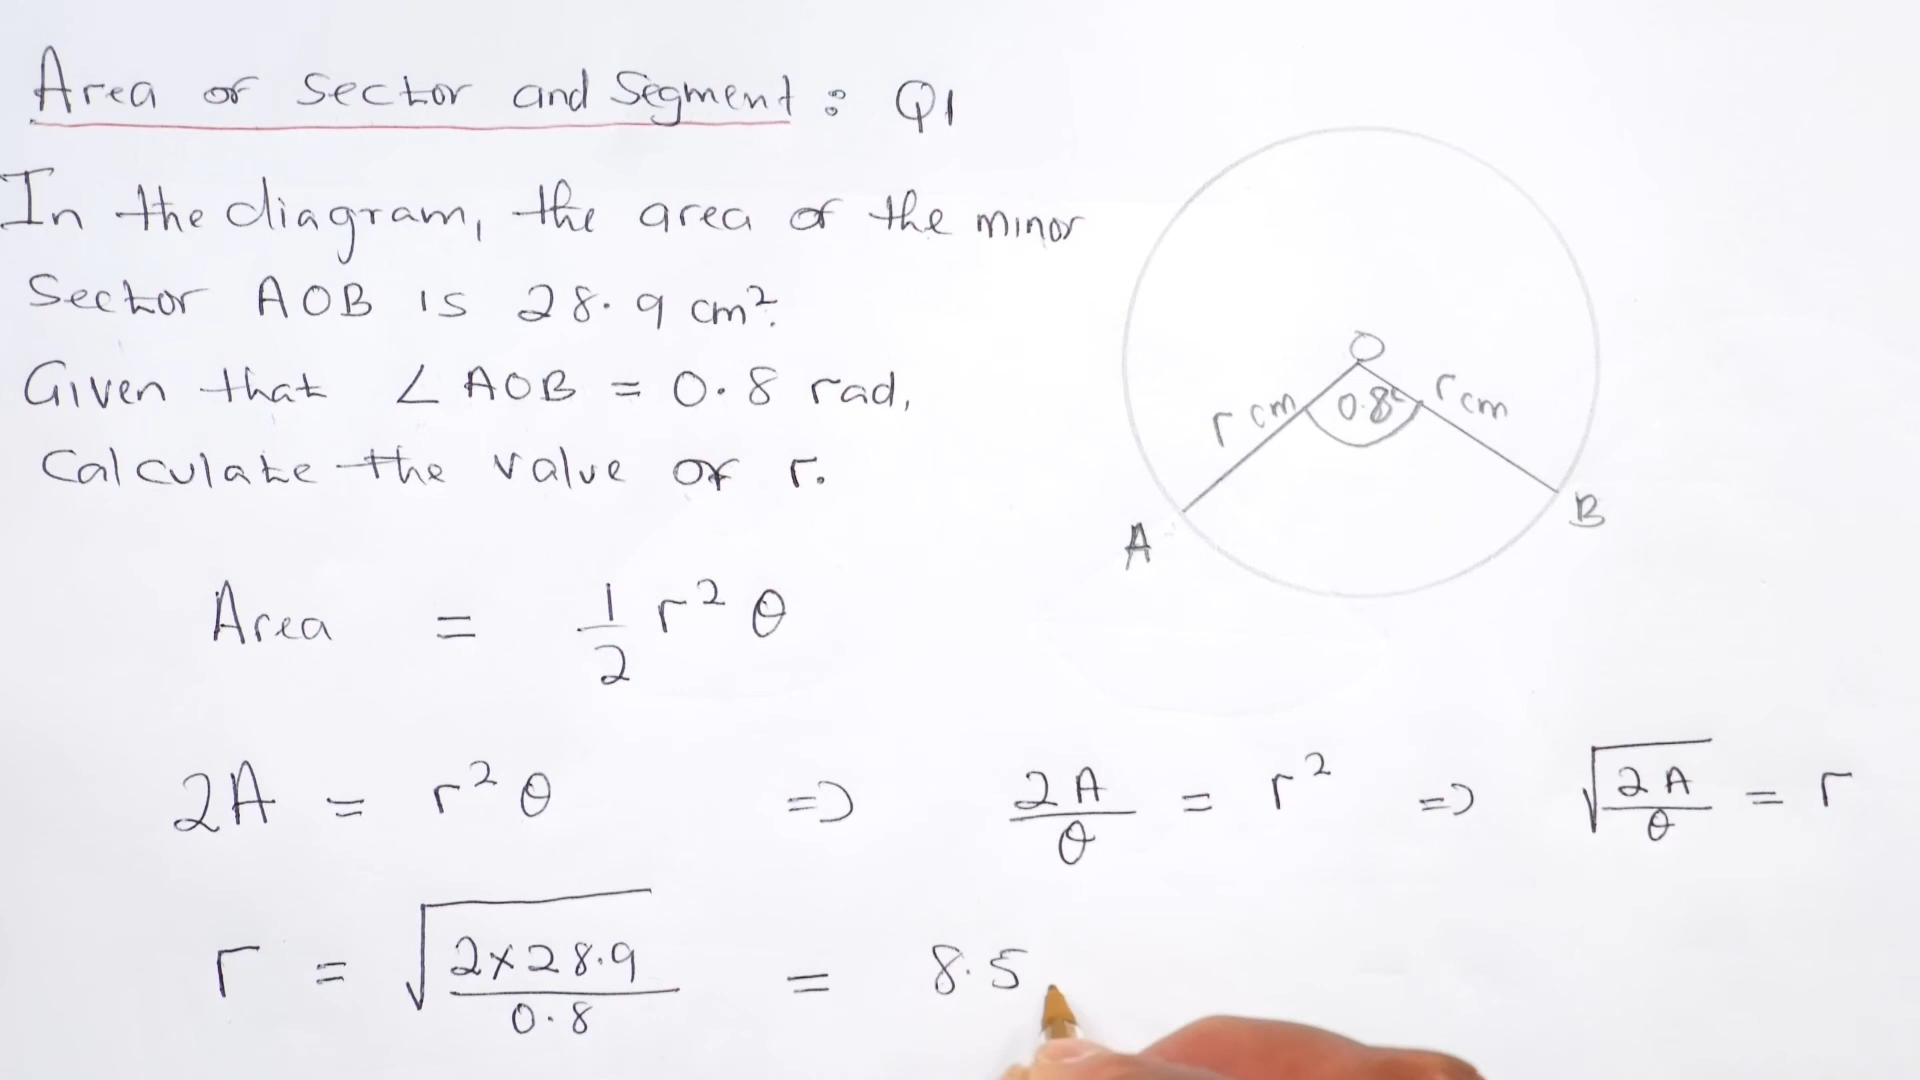 Area of Sector and Segment : Q1
In the diagram, the area of the minor
Sector AOB is 28.9 cm².
Given that ∠AOB = 0.8 rad,
Calculate the value of r.
O
r cm 0.8ᶜ r cm
A B
Area = 1/2 r² θ
2A = r² θ => 2A/θ = r² => √(2A/θ) = r
r = √(2×28.9/0.8) = 8.5